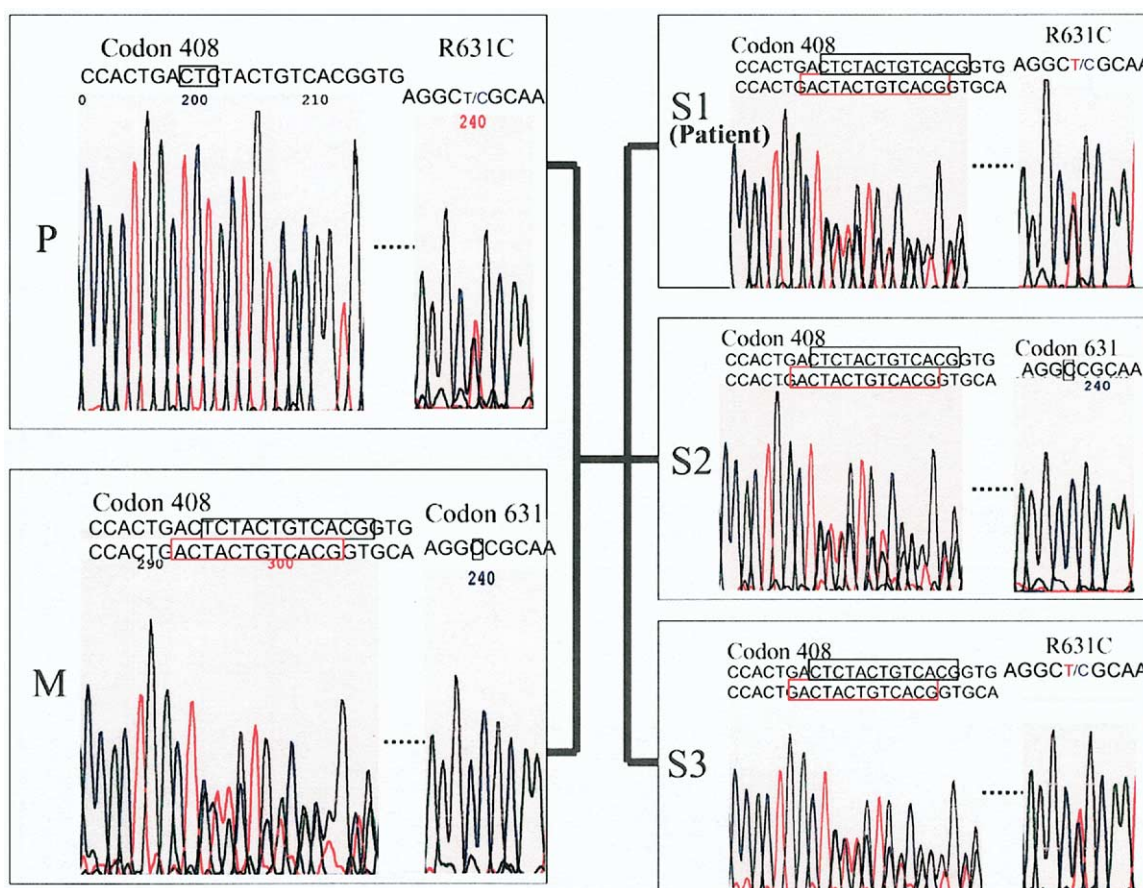 Codon 408
CCACTGACTCTACTGTCACGGTG
0 200 210
R631C
AGGCT/CGCAA
240
P
Codon 408
CCACTGACTCTACTGTCACGGTG
CCACTGACTACTGTCACGGTGCA
290 300
Codon 631
AGGCCGCAA
240
M
Codon 408
CCACTGACTCTACTGTCACGGTG
CCACTGACTACTGTCACGGTGCA
R631C
AGGCT/CGCAA
S1
(Patient)
Codon 408
CCACTGACTCTACTGTCACGGTG
CCACTGACTACTGTCACGGTGCA
Codon 631
AGGCCGCAA
240
S2
Codon 408
CCACTGACTCTACTGTCACGGTG
CCACTGACTACTGTCACGGTGCA
R631C
AGGCT/CGCAA
S3